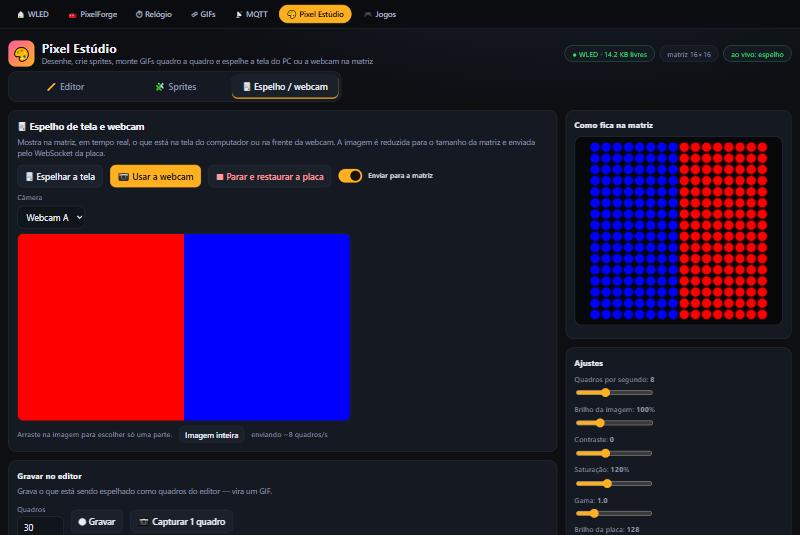 WLED
PixelForge
Relógio
GIFs
MQTT
Pixel Estúdio
Jogos
Pixel Estúdio
Desenhe, crie sprites, monte GIFs quadro a quadro e espelhe a tela do PC ou a webcam na matriz
● WLED · 14.2 KB livres
matriz 16×16
ao vivo: espelho
Editor
Sprites
Espelho / webcam
Espelho de tela e webcam
Mostra na matriz, em tempo real, o que está na tela do computador ou na frente da webcam. A imagem é reduzida para o tamanho da matriz e enviada
pelo WebSocket da placa.
Espelhar a tela
Usar a webcam
Parar e restaurar a placa
Enviar para a matriz
Câmera
Webcam A
Arraste na imagem para escolher só uma parte.
Imagem inteira
enviando ~8 quadros/s
Gravar no editor
Grava o que está sendo espelhado como quadros do editor — vira um GIF.
Quadros
30
Gravar
Capturar 1 quadro
Como fica na matriz
Ajustes
Quadros por segundo: 8
Brilho da imagem: 100%
Contraste: 0
Saturação: 120%
Gama: 1.0
Brilho da placa: 128